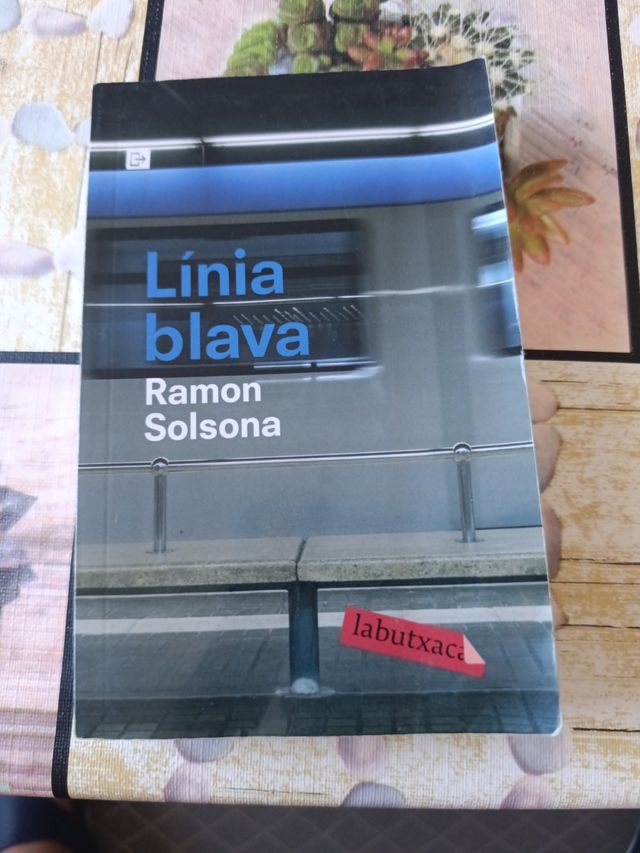 Línia
blava
Ramon
Solsona
labutxaca